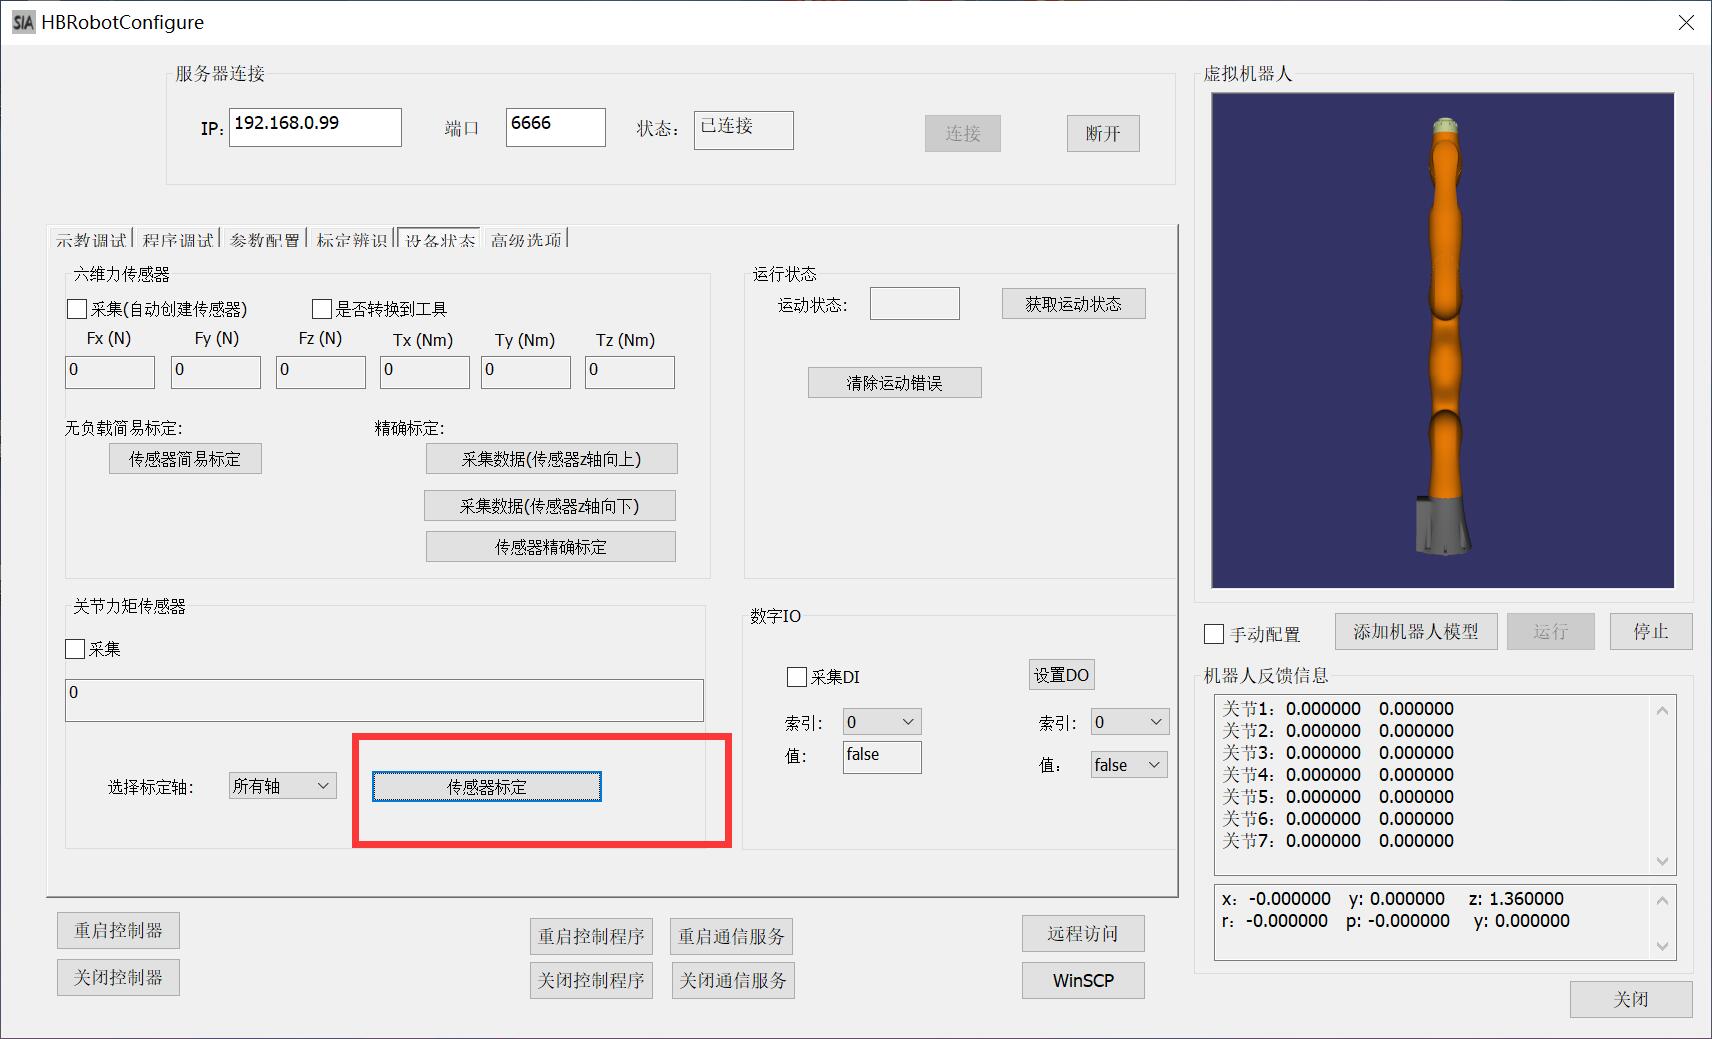 SIA HBRobotConfigure
服务器连接
IP: 192.168.0.99 端口 6666 状态: 已连接 连接 断开
示教调试 程序调试 参数配置 标定辨识 设备状态 高级选项
六维力传感器
采集(自动创建传感器) 是否转换到工具
Fx (N) Fy (N) Fz (N) Tx (Nm) Ty (Nm) Tz (Nm)
0 0 0 0 0 0
无负载简易标定: 精确标定:
传感器简易标定 采集数据(传感器z轴向上)
采集数据(传感器z轴向下)
传感器精确标定
运行状态
运动状态: 获取运动状态
清除运动错误
关节力矩传感器
采集
0
选择标定轴: 所有轴 传感器标定
数字IO
采集DI 设置DO
索引: 0 索引: 0
值: false 值: false
重启控制器 重启控制程序 重启通信服务 远程访问
关闭控制器 关闭控制程序 关闭通信服务 WinSCP
虚拟机器人
手动配置 添加机器人模型 运行 停止
机器人反馈信息
关节1: 0.000000 0.000000
关节2: 0.000000 0.000000
关节3: 0.000000 0.000000
关节4: 0.000000 0.000000
关节5: 0.000000 0.000000
关节6: 0.000000 0.000000
关节7: 0.000000 0.000000
x: -0.000000 y: 0.000000 z: 1.360000
r: -0.000000 p: -0.000000 y: 0.000000
关闭